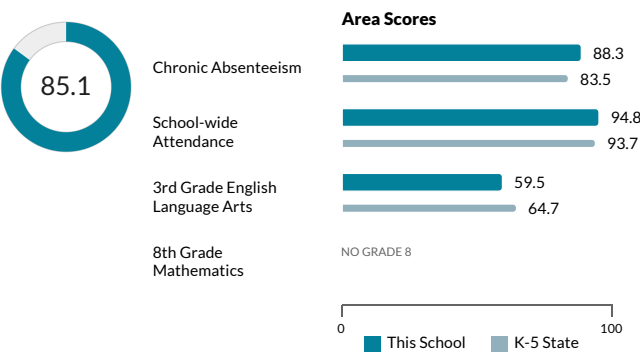 Area Scores
85.1
Chronic Absenteeism
88.3
83.5
School-wide
Attendance
94.8
93.7
3rd Grade English
Language Arts
59.5
64.7
8th Grade
Mathematics
NO GRADE 8
0
100
This School
K-5 State